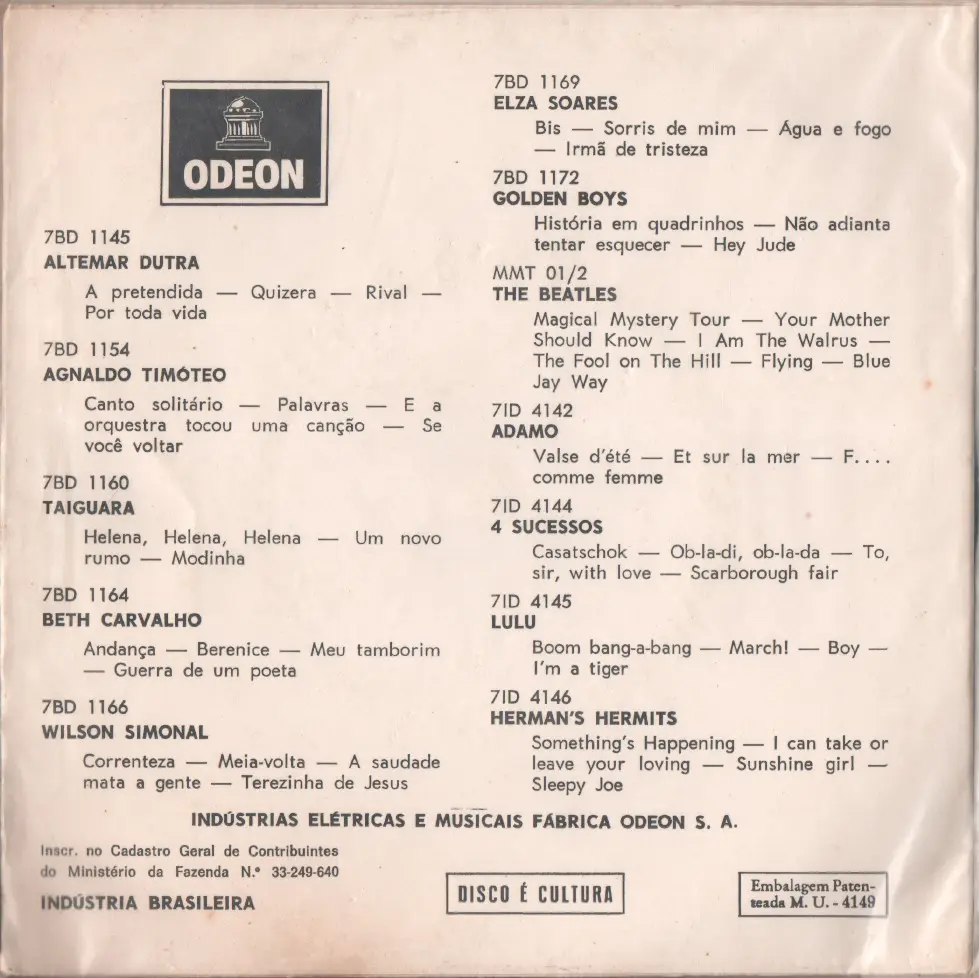 ODEON
7BD 1145
ALTEMAR DUTRA
A pretendida — Quizera — Rival —
Por toda vida
7BD 1154
AGNALDO TIMÓTEO
Canto solitário — Palavras — E a
orquestra tocou uma canção — Se
você voltar
7BD 1160
TAIGUARA
Helena, Helena, Helena — Um novo
rumo — Modinha
7BD 1164
BETH CARVALHO
Andança — Berenice — Meu tamborim
— Guerra de um poeta
7BD 1166
WILSON SIMONAL
Correnteza — Meia-volta — A saudade
mata a gente — Terezinha de Jesus
7BD 1169
ELZA SOARES
Bis — Sorris de mim — Água e fogo
— Irmã de tristeza
7BD 1172
GOLDEN BOYS
História em quadrinhos — Não adianta
tentar esquecer — Hey Jude
MMT 01/2
THE BEATLES
Magical Mystery Tour — Your Mother
Should Know — I Am The Walrus —
The Fool on The Hill — Flying — Blue
Jay Way
7ID 4142
ADAMO
Valse d'été — Et sur la mer — F....
comme femme
7ID 4144
4 SUCESSOS
Casatschok — Ob-la-di, ob-la-da — To,
sir, with love — Scarborough fair
7ID 4145
LULU
Boom bang-a-bang — March! — Boy —
I'm a tiger
7ID 4146
HERMAN'S HERMITS
Something's Happening — I can take or
leave your loving — Sunshine girl —
Sleepy Joe
INDÚSTRIAS ELÉTRICAS E MUSICAIS FÁBRICA ODEON S. A.
Inscr. no Cadastro Geral de Contribuintes
do Ministério da Fazenda N.º 33-249-640
INDÚSTRIA BRASILEIRA
DISCO É CULTURA
Embalagem Paten-
teada M. U. - 4149